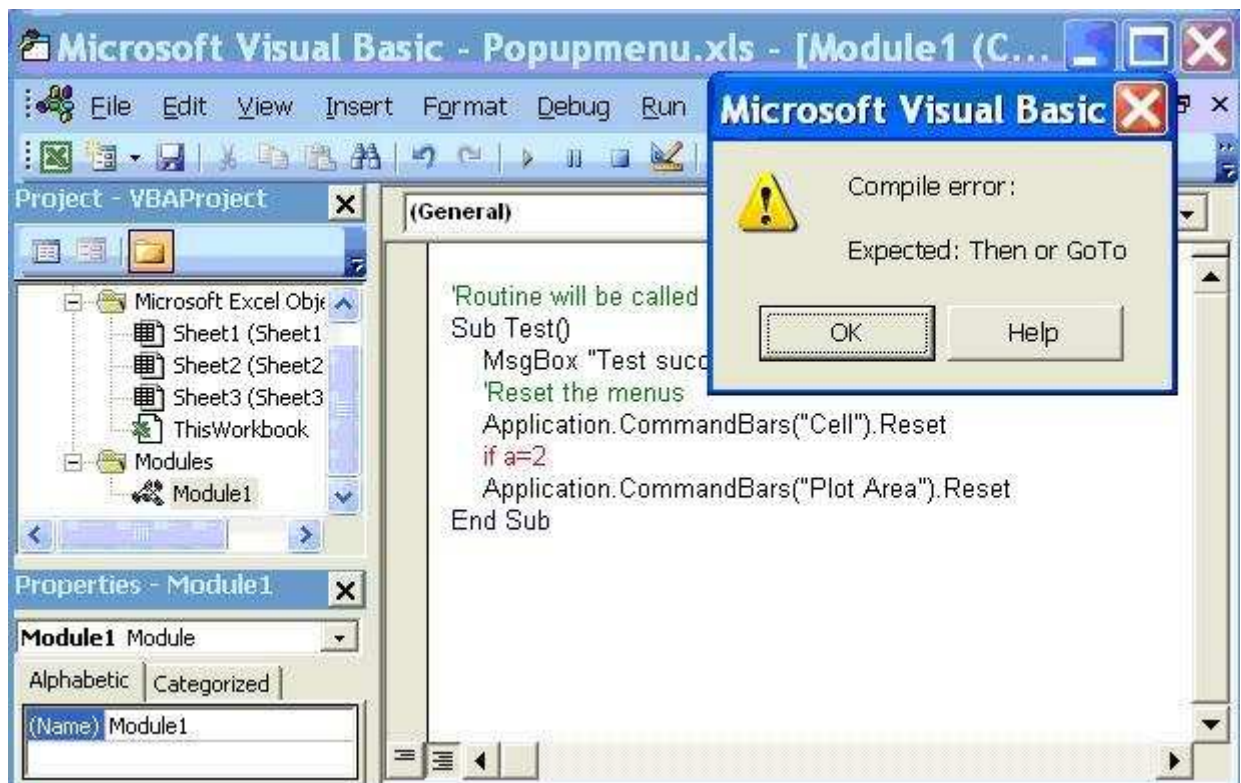 Microsoft Visual Basic - Popupmenu.xls - [Module1 (C...
File Edit View Insert Format Debug Run
Microsoft Visual Basic
Compile error:
Expected: Then or GoTo
OK Help
Project - VBAProject
Microsoft Excel Obje
Sheet1 (Sheet1
Sheet2 (Sheet2
Sheet3 (Sheet3
ThisWorkbook
Modules
Module1
Properties - Module1
Module1 Module
Alphabetic Categorized
(Name) Module1
(General)
'Routine will be called
Sub Test()
MsgBox "Test succ
'Reset the menus
Application.CommandBars("Cell").Reset
if a=2
Application.CommandBars("Plot Area").Reset
End Sub